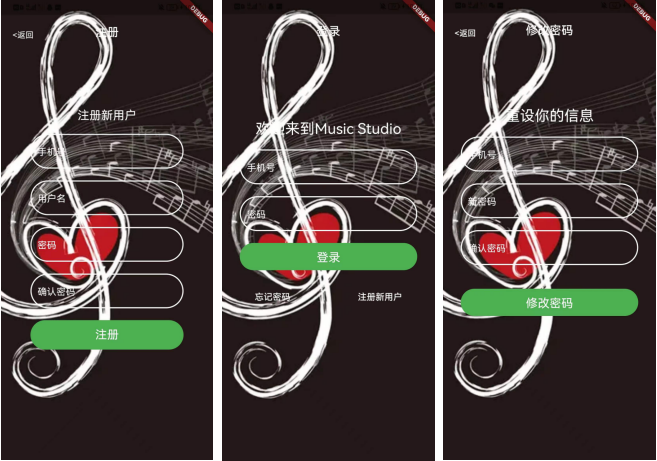 DEBUG
<返回
注册
注册新用户
手机号
用户名
密码
确认密码
注册
DEBUG
登录
欢迎来到Music Studio
手机号
密码
登录
忘记密码
注册新用户
DEBUG
<返回
修改密码
重设你的信息
手机号
新密码
确认密码
修改密码